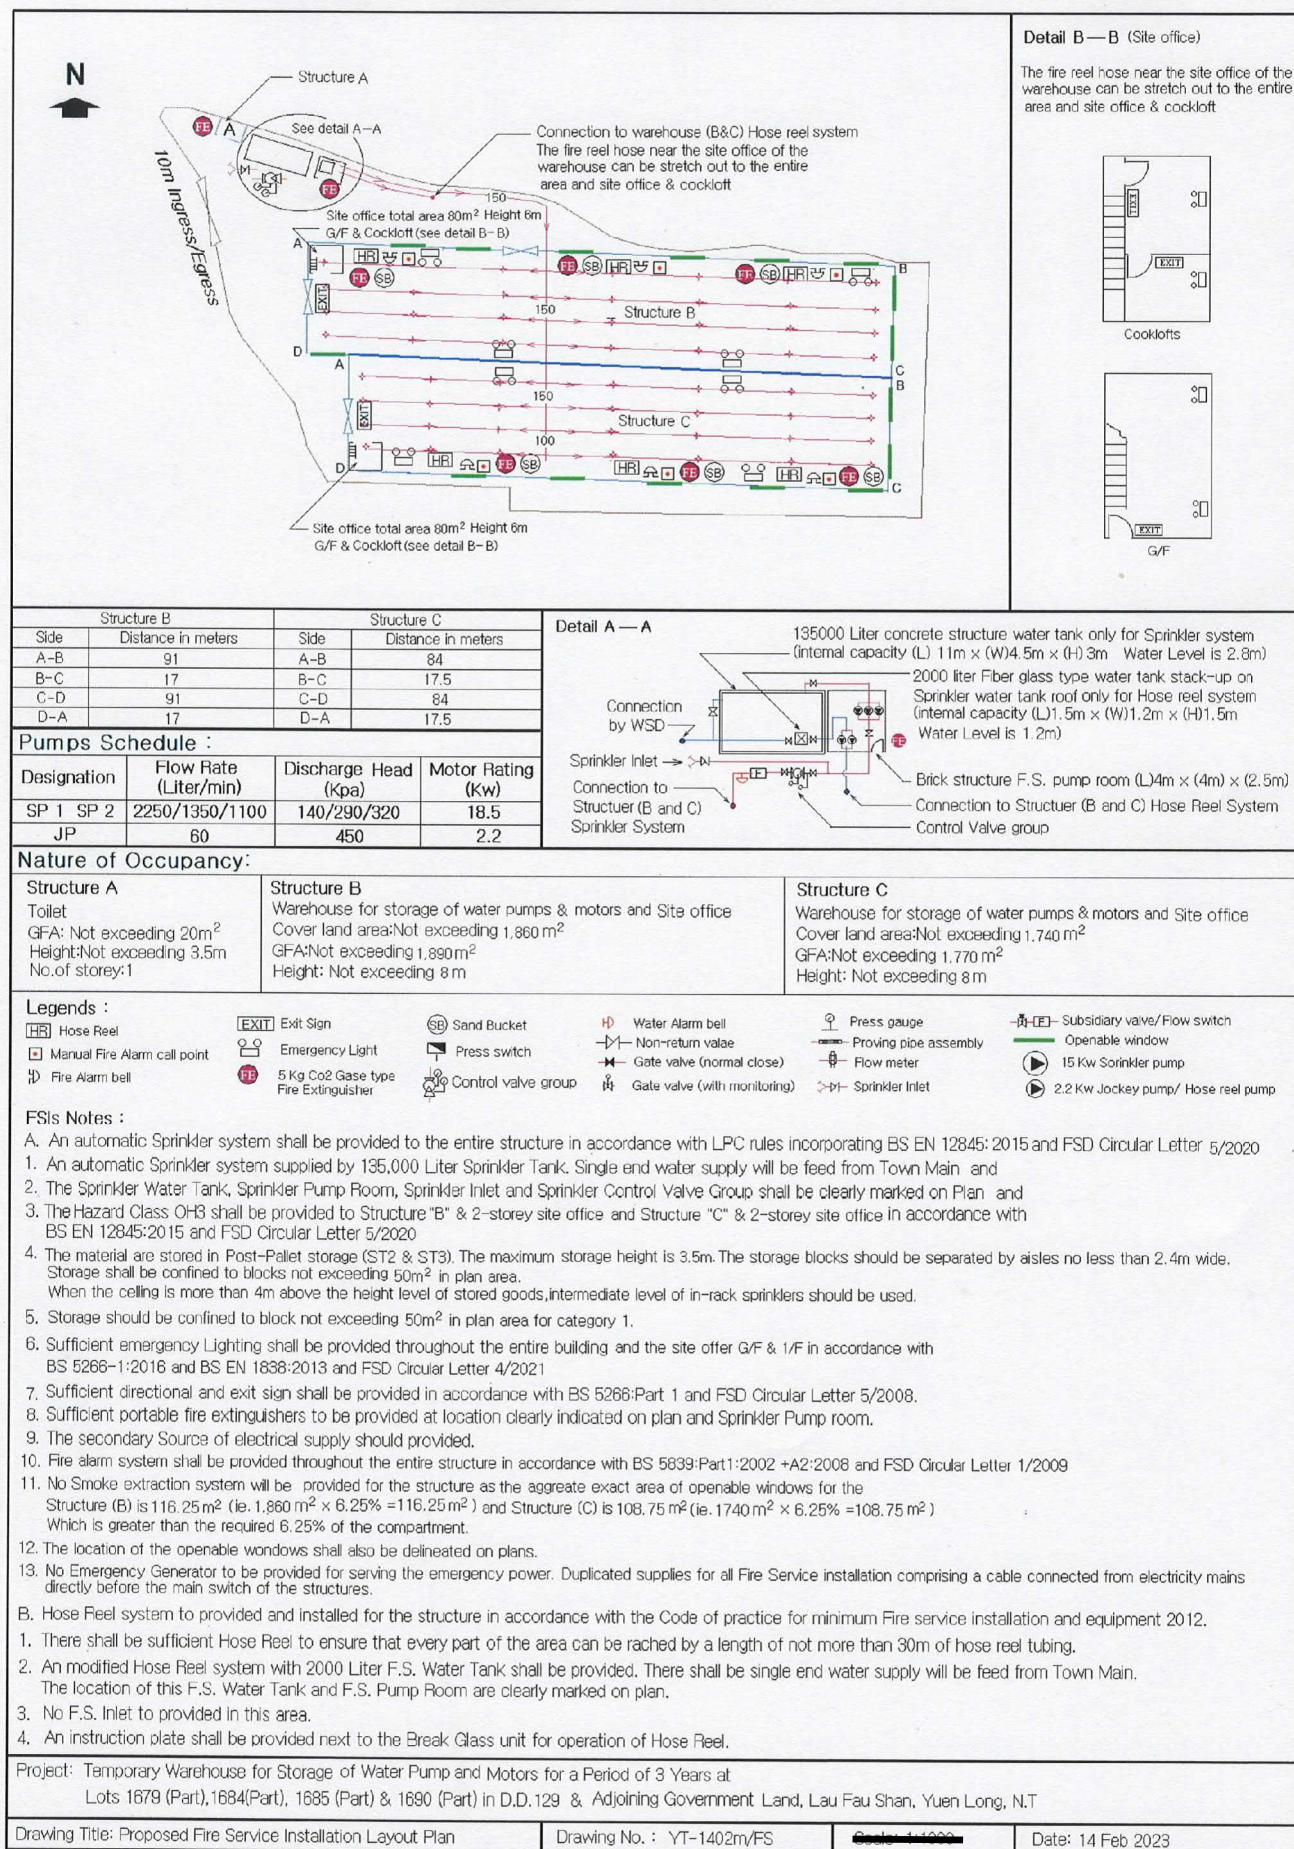 N
Structure A
FE
A
See detail A-A
FE
10m Ingress/Egress
Connection to warehouse (B&C) Hose reel system
The fire reel hose near the site office of the
warehouse can be stretch out to the entire
area and site office & cockloft
150
Site office total area 80m² Height 6m
G/F & Cockloft (see detail B-B)
A
HR
FE SB
FE SB HR
FE SB HR
B
EXIT
150
Structure B
D
A
C
B
150
EXIT
Structure C
100
D
HR FE SB
HR FE SB
HR FE SB
C
Site office total area 80m² Height 6m
G/F & Cockloft (see detail B-B)
Detail B — B (Site office)
The fire reel hose near the site office of the
warehouse can be stretch out to the entire
area and site office & cockloft
EXIT
EXIT
Cooklofts
EXIT
G/F
Structure B Structure C
Side Distance in meters Side Distance in meters
A-B 91 A-B 84
B-C 17 B-C 17.5
C-D 91 C-D 84
D-A 17 D-A 17.5
Pumps Schedule :
Designation Flow Rate (Liter/min) Discharge Head (Kpa) Motor Rating (Kw)
SP 1 SP 2 2250/1350/1100 140/290/320 18.5
JP 60 450 2.2
Detail A — A
135000 Liter concrete structure water tank only for Sprinkler system
(internal capacity (L) 11m × (W)4.5m × (H) 3m Water Level is 2.8m)
2000 liter Fiber glass type water tank stack-up on
Sprinkler water tank roof only for Hose reel system
(internal capacity (L)1.5m × (W)1.2m × (H)1.5m
Water Level is 1.2m)
Connection
by WSD
Sprinkler Inlet
FE
F
Connection to
Structuer (B and C)
Sprinkler System
Brick structure F.S. pump room (L)4m × (4m) × (2.5m)
Connection to Structuer (B and C) Hose Reel System
Control Valve group
Nature of Occupancy:
Structure A
Toilet
GFA: Not exceeding 20m²
Height:Not exceeding 3.5m
No.of storey:1
Structure B
Warehouse for storage of water pumps & motors and Site office
Cover land area:Not exceeding 1,860 m²
GFA:Not exceeding 1,890 m²
Height: Not exceeding 8 m
Structure C
Warehouse for storage of water pumps & motors and Site office
Cover land area:Not exceeding 1,740 m²
GFA:Not exceeding 1,770 m²
Height: Not exceeding 8 m
Legends :
HR Hose Reel
Manual Fire Alarm call point
Fire Alarm bell
EXIT Exit Sign
Emergency Light
FE 5 Kg Co2 Gase type
Fire Extinguisher
SB Sand Bucket
Press switch
Control valve group
Water Alarm bell
Non-return valae
Gate valve (normal close)
Gate valve (with monitoring)
Press gauge
Proving pipe assembly
Flow meter
Sprinkler Inlet
F Subsidiary valve/Flow switch
Openable window
15 Kw Sorinkler pump
2.2 Kw Jockey pump/ Hose reel pump
FSIs Notes :
A. An automatic Sprinkler system shall be provided to the entire structure in accordance with LPC rules incorporating BS EN 12845: 2015 and FSD Circular Letter 5/2020
1. An automatic Sprinkler system supplied by 135,000 Liter Sprinkler Tank. Single end water supply will be feed from Town Main and
2. The Sprinkler Water Tank, Sprinkler Pump Room, Sprinkler Inlet and Sprinkler Control Valve Group shall be clearly marked on Plan and
3. The Hazard Class OH3 shall be provided to Structure "B" & 2-storey site office and Structure "C" & 2-storey site office in accordance with
BS EN 12845:2015 and FSD Circular Letter 5/2020
4. The material are stored in Post-Pallet storage (ST2 & ST3). The maximum storage height is 3.5m. The storage blocks should be separated by aisles no less than 2.4m wide.
Storage shall be confined to blocks not exceeding 50m² in plan area.
When the celling is more than 4m above the height level of stored goods,intermediate level of in-rack sprinklers should be used.
5. Storage should be confined to block not exceeding 50m² in plan area for category 1.
6. Sufficient emergency Lighting shall be provided throughout the entire building and the site offer G/F & 1/F in accordance with
BS 5266-1:2016 and BS EN 1838:2013 and FSD Circular Letter 4/2021
7. Sufficient directional and exit sign shall be provided in accordance with BS 5266:Part 1 and FSD Circular Letter 5/2008.
8. Sufficient portable fire extinguishers to be provided at location clearly indicated on plan and Sprinkler Pump room.
9. The secondary Source of electrical supply should provided.
10. Fire alarm system shall be provided throughout the entire structure in accordance with BS 5839:Part1:2002 +A2:2008 and FSD Circular Letter 1/2009
11. No Smoke extraction system will be provided for the structure as the aggreate exact area of openable windows for the
Structure (B) is 116.25 m² (ie. 1,860 m² × 6.25% =116.25 m² ) and Structure (C) is 108.75 m² (ie. 1740 m² × 6.25% =108.75 m² )
Which is greater than the required 6.25% of the compartment.
12. The location of the openable wondows shall also be delineated on plans.
13. No Emergency Generator to be provided for serving the emergency power. Duplicated supplies for all Fire Service installation comprising a cable connected from electricity mains
directly before the main switch of the structures.
B. Hose Reel system to provided and installed for the structure in accordance with the Code of practice for minimum Fire service installation and equipment 2012.
1. There shall be sufficient Hose Reel to ensure that every part of the area can be rached by a length of not more than 30m of hose reel tubing.
2. An modified Hose Reel system with 2000 Liter F.S. Water Tank shall be provided. There shall be single end water supply will be feed from Town Main.
The location of this F.S. Water Tank and F.S. Pump Room are clearly marked on plan.
3. No F.S. Inlet to provided in this area.
4. An instruction plate shall be provided next to the Break Glass unit for operation of Hose Reel.
Project: Temporary Warehouse for Storage of Water Pump and Motors for a Period of 3 Years at
Lots 1679 (Part),1684(Part), 1685 (Part) & 1690 (Part) in D.D.129 & Adjoining Government Land, Lau Fau Shan, Yuen Long, N.T
Drawing Title: Proposed Fire Service Installation Layout Plan
Drawing No. : YT-1402m/FS
Date: 14 Feb 2023